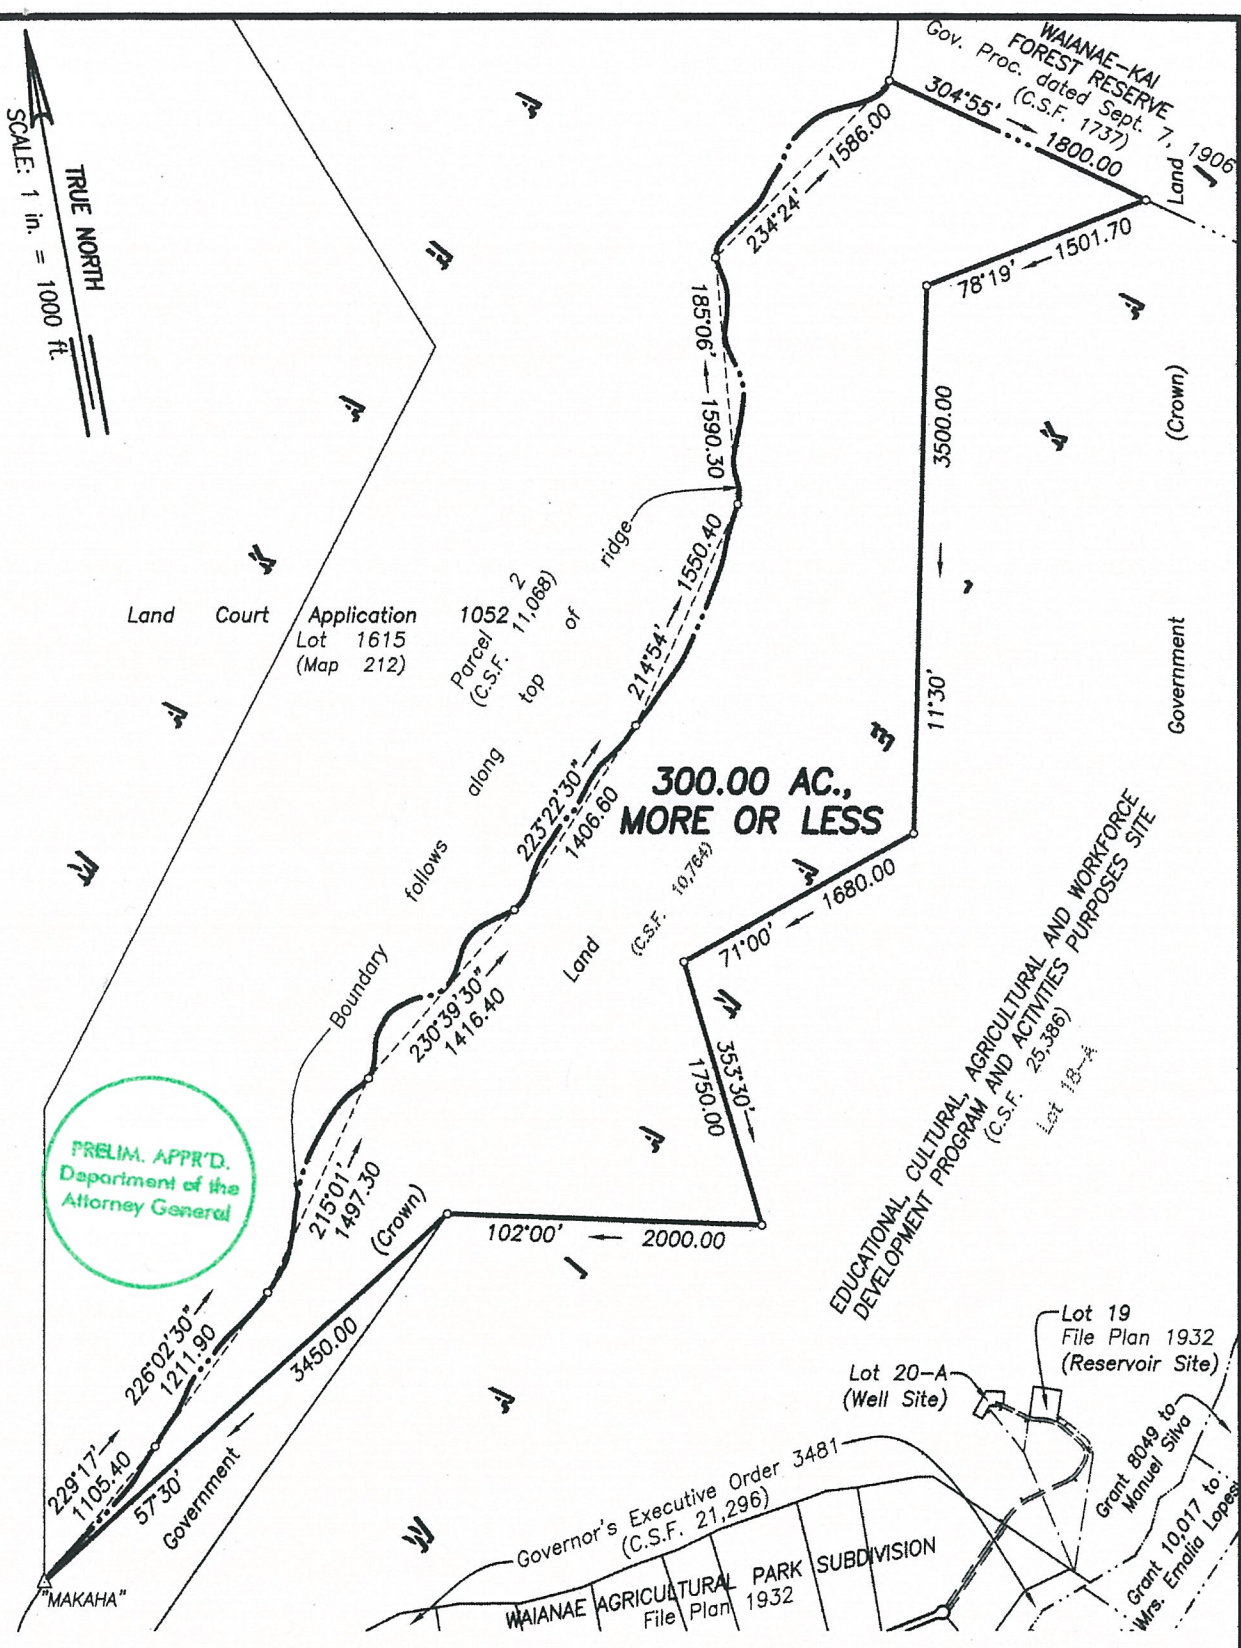 WAIANAE-KAI
FOREST RESERVE
Gov. Proc. dated Sept. 7, 1906
(C.S.F. 1737)
304°55' 1800.00
Land
1586.00
234°24'
1501.70
78°19'
TRUE NORTH
SCALE: 1 in. = 1000 ft.
185°06' 1590.30
3500.00
11°30'
(Crown)
Government
ridge
1550.40
214°54'
Land Court Application 1052
Lot 1615
(Map 212)
Parcel 2
(C.S.F. 11,068)
Boundary follows along top of
223°22'30"
1406.60
300.00 AC.,
MORE OR LESS
(C.S.F. 10,764)
Land
1680.00
71°00'
230°39'30"
1416.40
353°30'
1750.00
EDUCATIONAL, CULTURAL, AGRICULTURAL AND WORKFORCE
DEVELOPMENT PROGRAM AND ACTIVITIES PURPOSES SITE
(C.S.F. 25,386)
Lot 18-A
PRELIM. APPR'D.
Department of the
Attorney General
215°01'
1497.30
(Crown)
102°00' 2000.00
226°02'30"
1211.90
3450.00
57°30'
Government
229°17'
1105.40
"MAKAHA"
Lot 19
File Plan 1932
(Reservoir Site)
Lot 20-A
(Well Site)
Grant 8049 to
Manuel Silva
Grant 10,017 to
Mrs. Emalia Lopes
Governor's Executive Order 3481
(C.S.F. 21,296)
WAIANAE AGRICULTURAL PARK SUBDIVISION
File Plan 1932
M A K A H A
W A I A N A E K A I